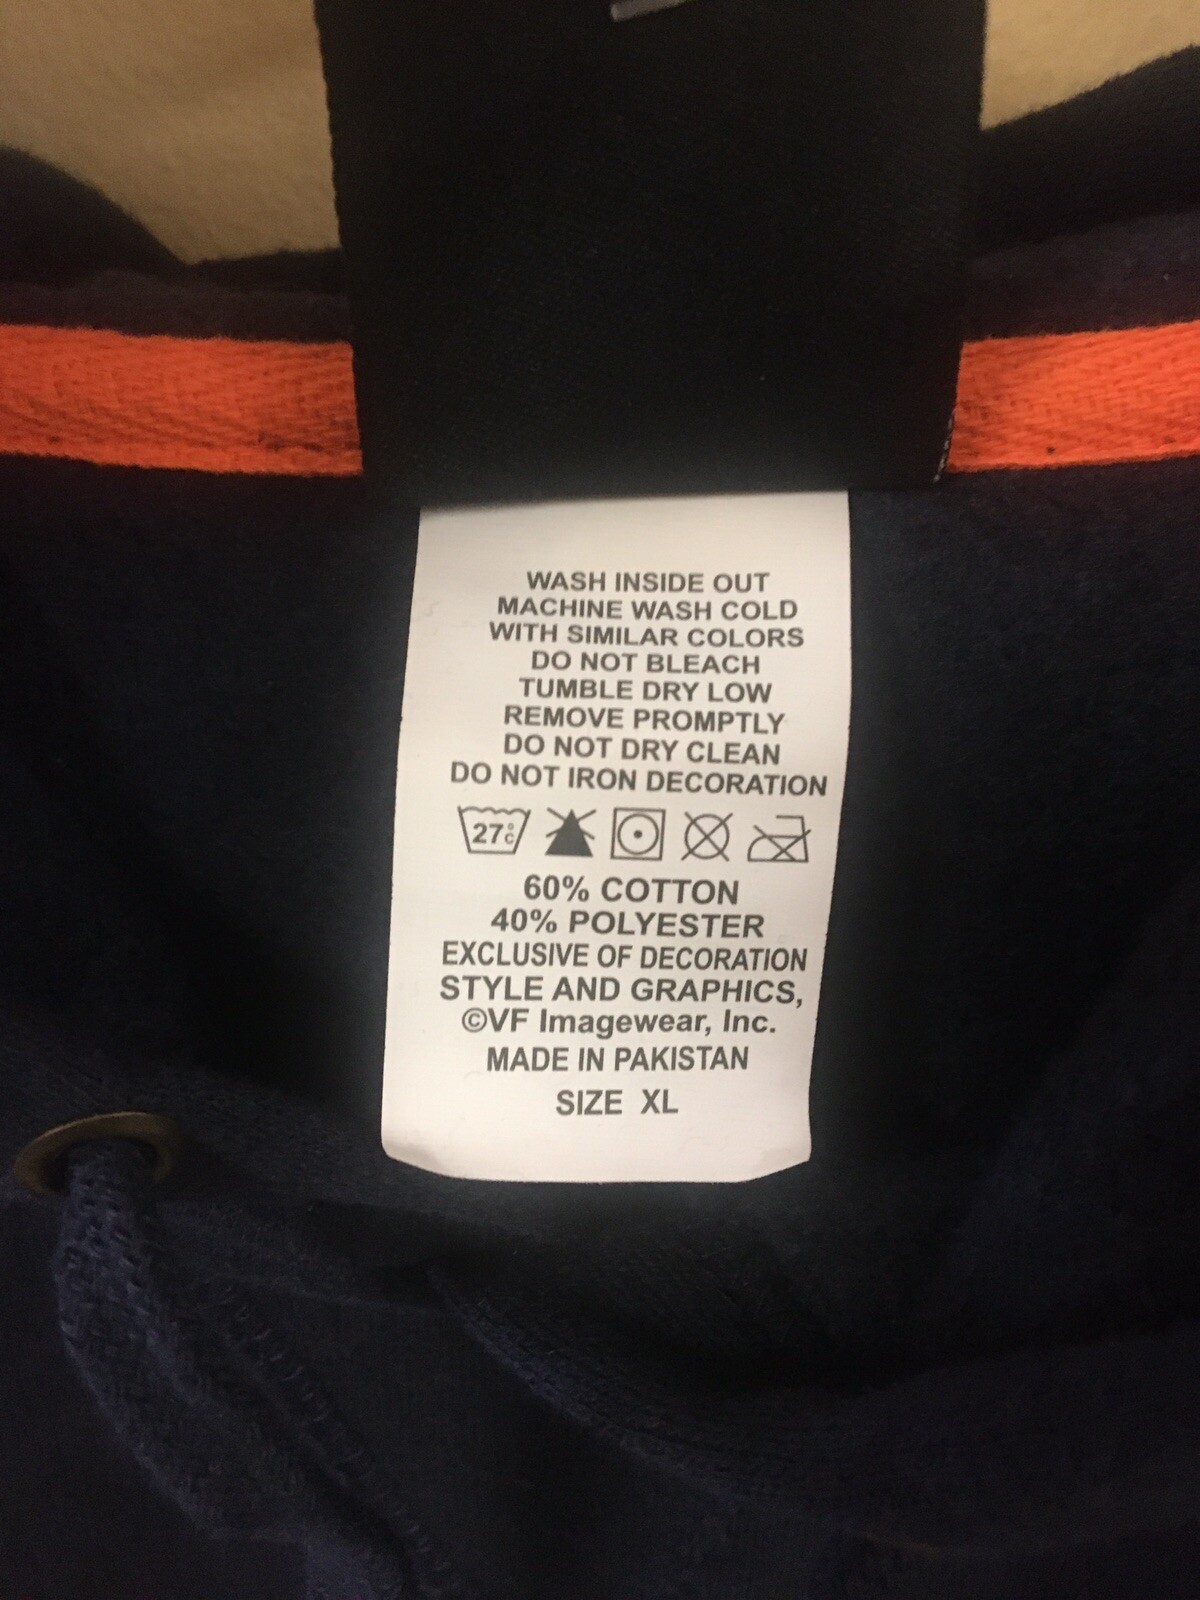 WASH INSIDE OUT
MACHINE WASH COLD
WITH SIMILAR COLORS
DO NOT BLEACH
TUMBLE DRY LOW
REMOVE PROMPTLY
DO NOT DRY CLEAN
DO NOT IRON DECORATION
27°C
60% COTTON
40% POLYESTER
EXCLUSIVE OF DECORATION
STYLE AND GRAPHICS,
©VF Imagewear, Inc.
MADE IN PAKISTAN
SIZE XL